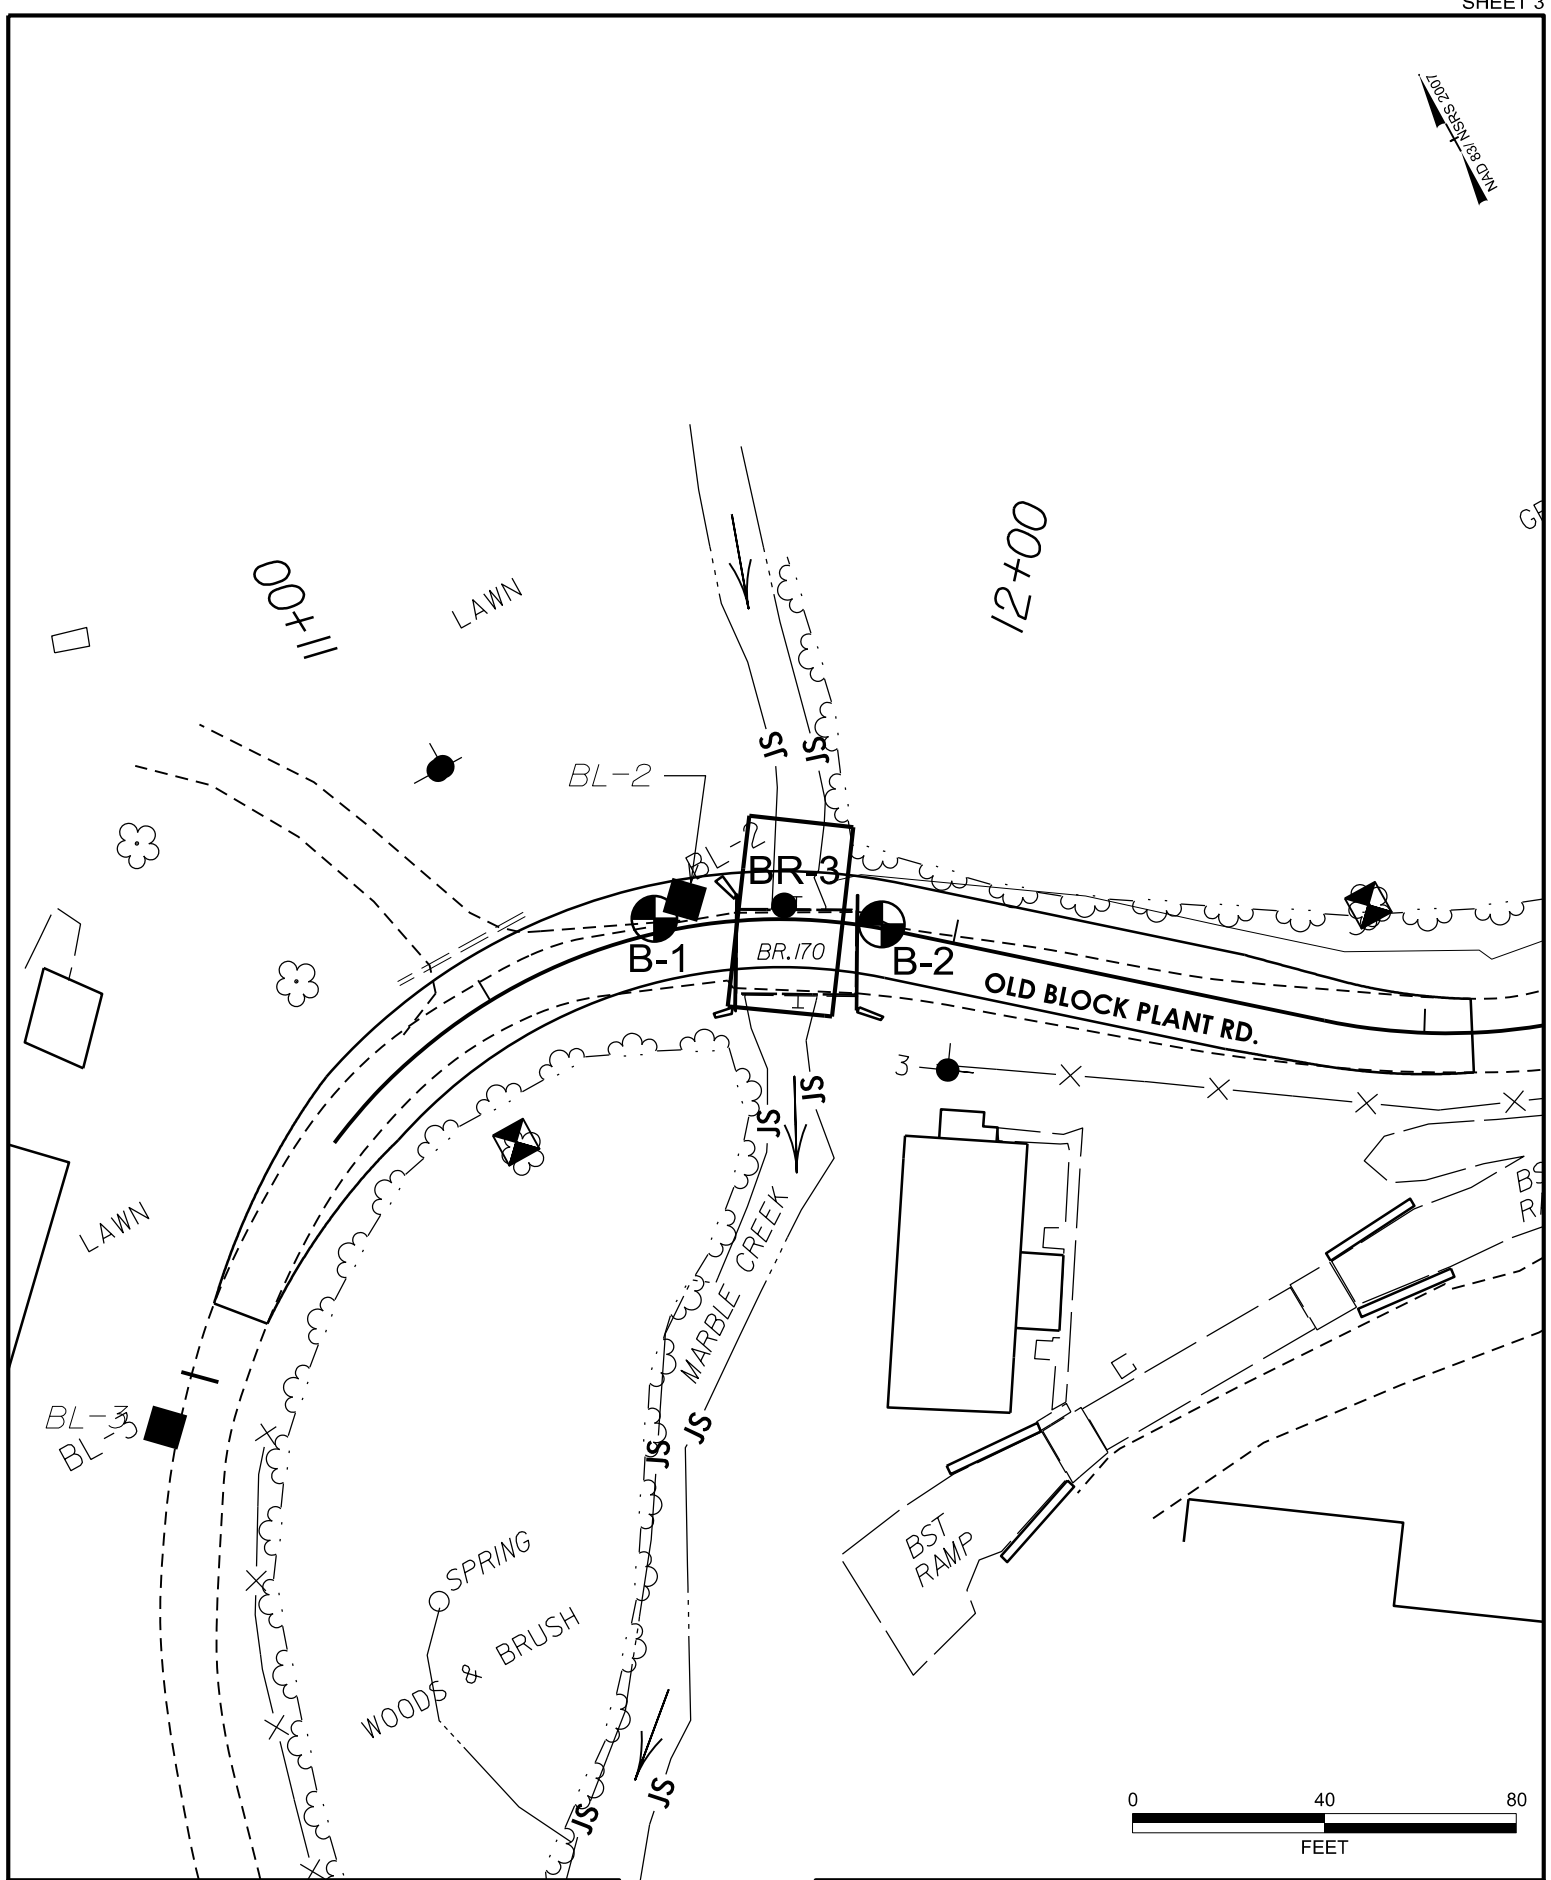 SHEET 3
NAD 83/ NSRS 2007
12+00
11+00
LAWN
JS
JS
BL-2
BL-2
BR-3
B-1
BR.170
B-2
OLD BLOCK PLANT RD.
3
JS
JS
MARBLE CREEK
LAWN
BL-3
BL-3
JS
JS
BST
RAMP
SPRING
WOODS & BRUSH
JS
JS
0 40 80
FEET